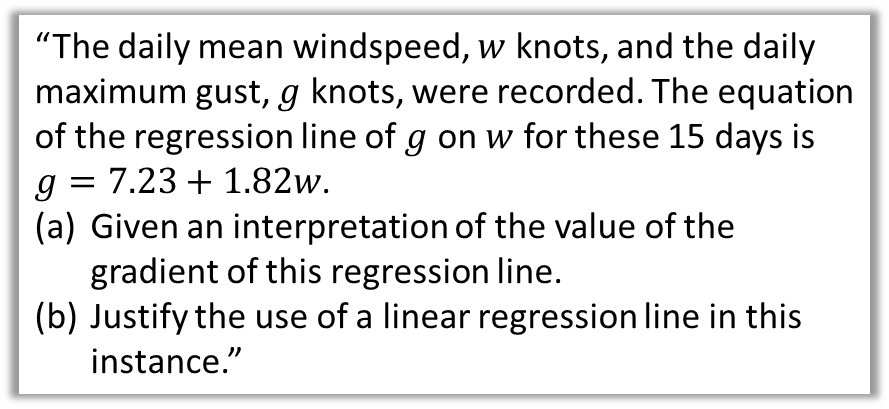 “The daily mean windspeed, w knots, and the daily
maximum gust, g knots, were recorded. The equation
of the regression line of g on w for these 15 days is
g = 7.23 + 1.82w.
(a) Given an interpretation of the value of the
gradient of this regression line.
(b) Justify the use of a linear regression line in this
instance.”